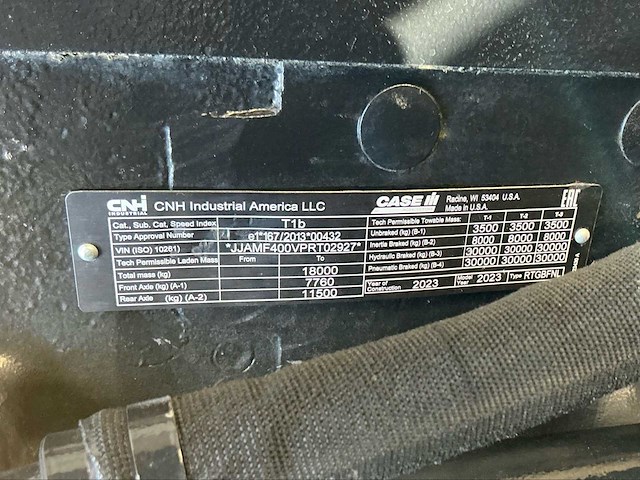 CNH INDUSTRIAL CNH Industrial America LLC CASE IH Racine, WI 53404 U.S.A. Made in U.S.A. EAC
Cat., Sub. Cat, Speed Index T1b
Type Approval Number e1*167/2013*00432
VIN (ISO) 10261) *JJAMF400VPRT02927*
Tech Permissible Laden Mass From: To:
Total mass (kg) 18000
Front Axle (kg) (A-1) 7760
Rear Axle (kg) (A-2) 11500
Tech Permissible Towable Mass: T-1 T-2 T-3
Unbraked (kg) (B-1) 3500 3500 3500
Inertia Braked (kg) (B-2) 8000 8000 8000
Hydraulic Braked (kg) (B-3) 30000 30000 30000
Pneumatic Braked (kg) (B-4) 30000 30000 30000
Year of Construction 2023 Model Year 2023 Type RTGBFNL